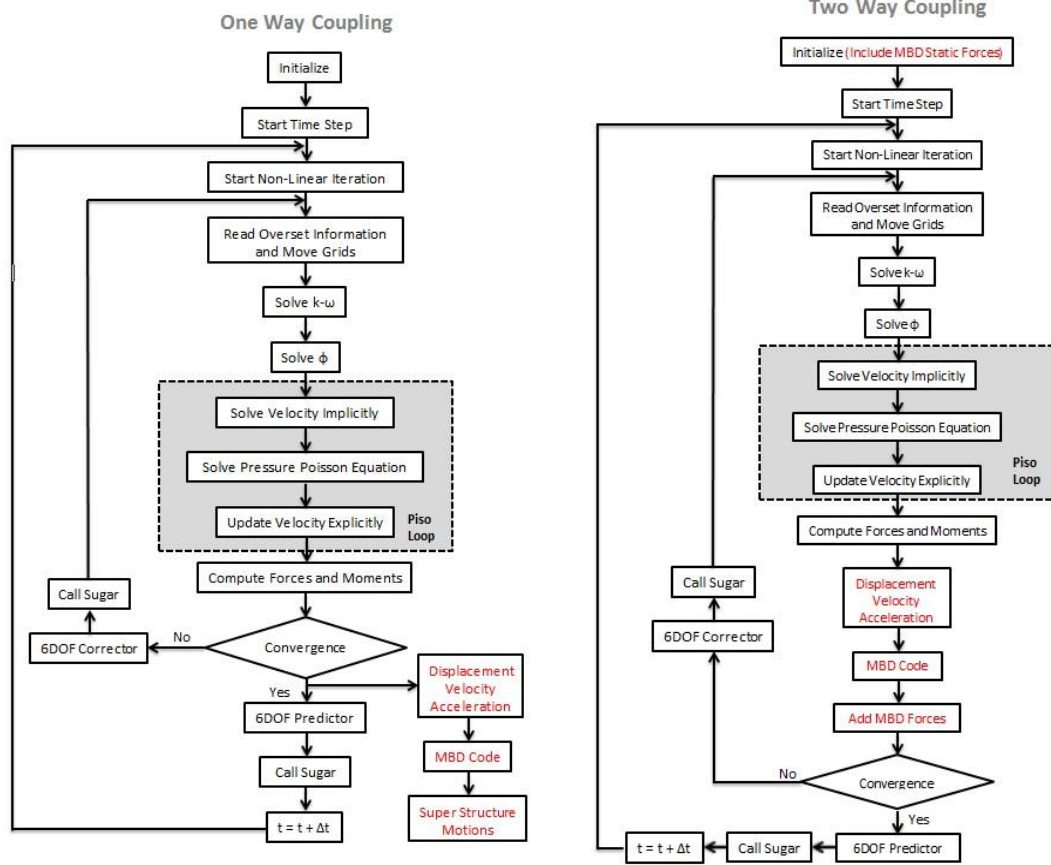 One Way Coupling
Initialize
Start Time Step
Start Non-Linear Iteration
Read Overset Information
and Move Grids
Solve k-ω
Solve ϕ
Solve Velocity Implicitly
Solve Pressure Poisson Equation
Update Velocity Explicitly
Piso
Loop
Compute Forces and Moments
Call Sugar
6DOF Corrector
No
Convergence
Yes
Displacement
Velocity
Acceleration
6DOF Predictor
MBD Code
Call Sugar
Super Structure
Motions
t = t + Δt
Two Way Coupling
Initialize (Include MBD Static Forces)
Start Time Step
Start Non-Linear Iteration
Read Overset Information
and Move Grids
Solve k-ω
Solve ϕ
Solve Velocity Implicitly
Solve Pressure Poisson Equation
Piso
Loop
Update Velocity Explicitly
Compute Forces and Moments
Call Sugar
Displacement
Velocity
Acceleration
6DOF Corrector
MBD Code
Add MBD Forces
No
Convergence
Yes
t = t + Δt
Call Sugar
6DOF Predictor